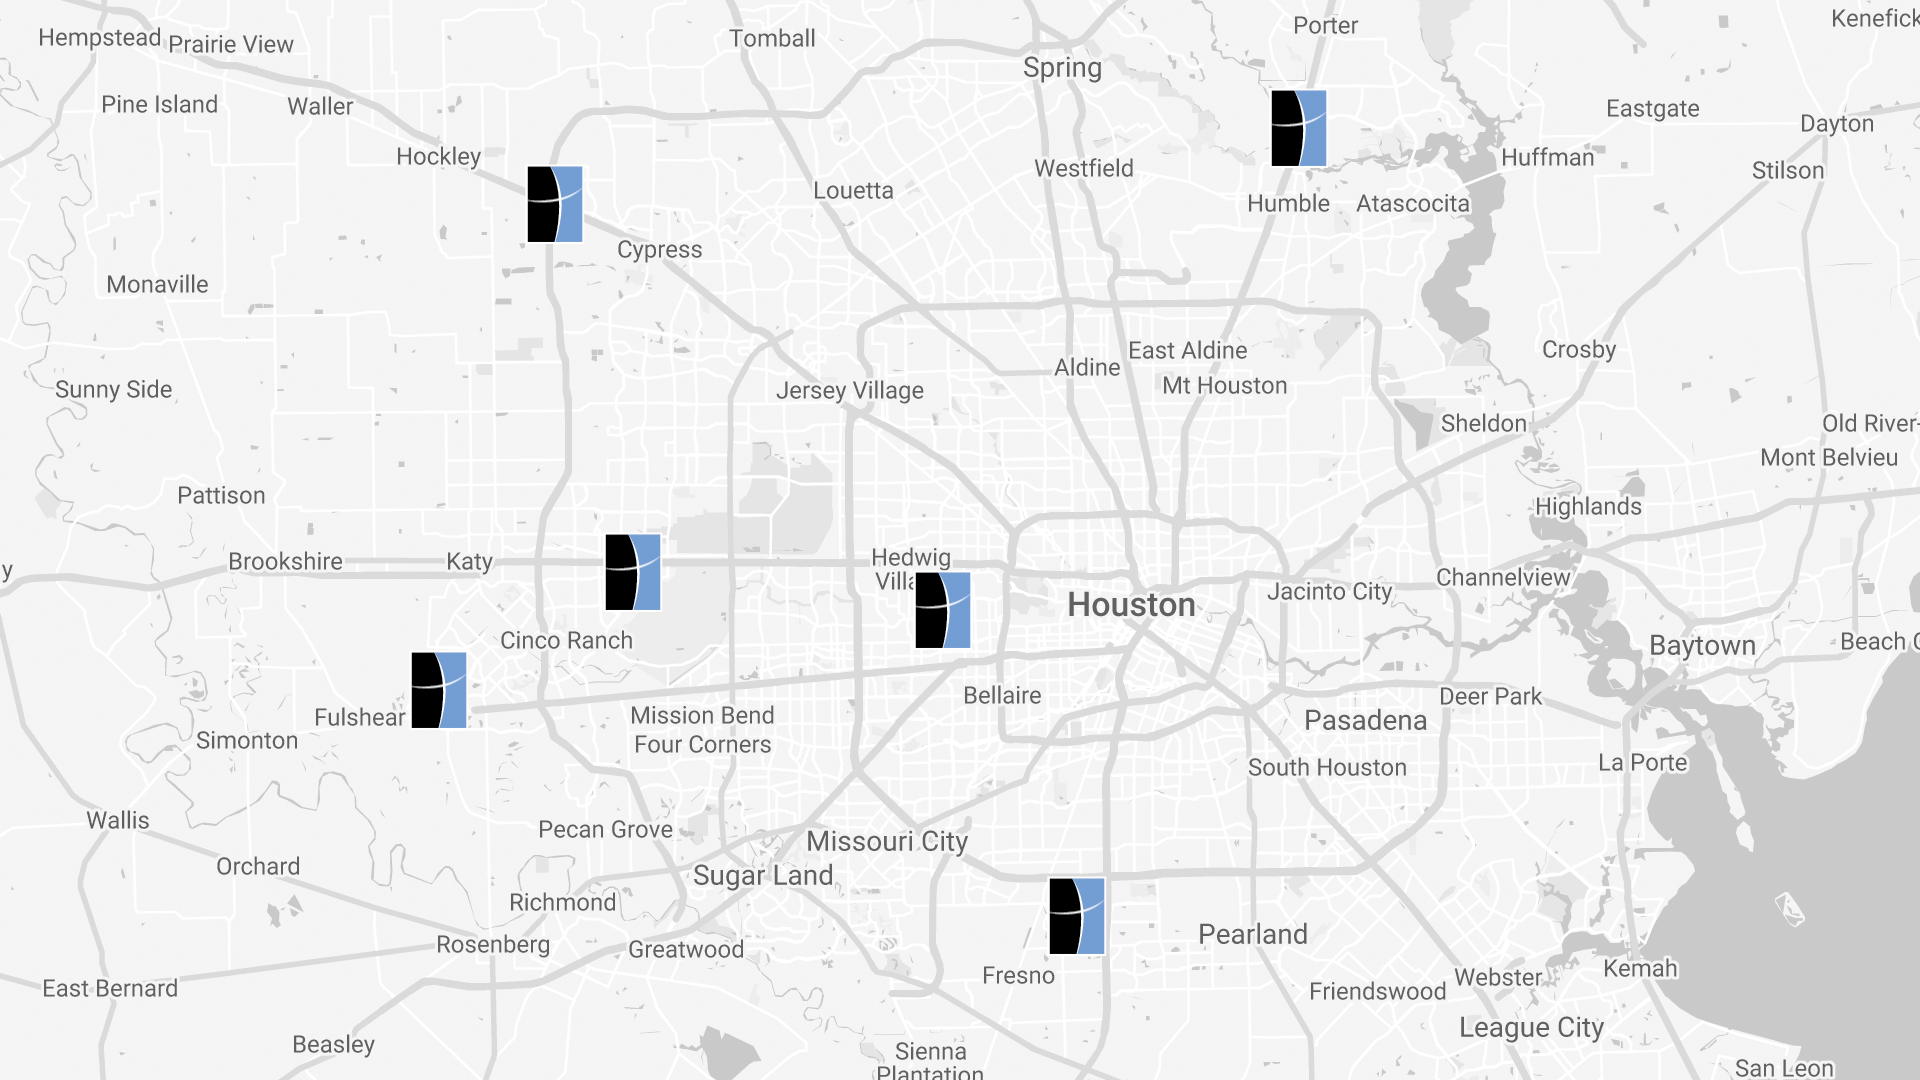 Hempstead
Prairie View
Tomball
Porter
Kenefick
Spring
Pine Island
Waller
Eastgate
Dayton
Hockley
Westfield
Huffman
Stilson
Louetta
Humble
Atascocita
Cypress
Monaville
Crosby
East Aldine
Aldine
Mt Houston
Sunny Side
Jersey Village
Sheldon
Old River-
Mont Belvieu
Pattison
Highlands
Brookshire
Katy
Hedwig
Villa
y
Channelview
Jacinto City
Houston
Cinco Ranch
Baytown
Beach C
Bellaire
Deer Park
Fulshear
Mission Bend
Four Corners
Pasadena
Simonton
La Porte
South Houston
Wallis
Pecan Grove
Missouri City
Orchard
Sugar Land
Richmond
Pearland
Rosenberg
Greatwood
Fresno
Webster
Kemah
East Bernard
Friendswood
League City
Beasley
Sienna
Plantation
San Leon